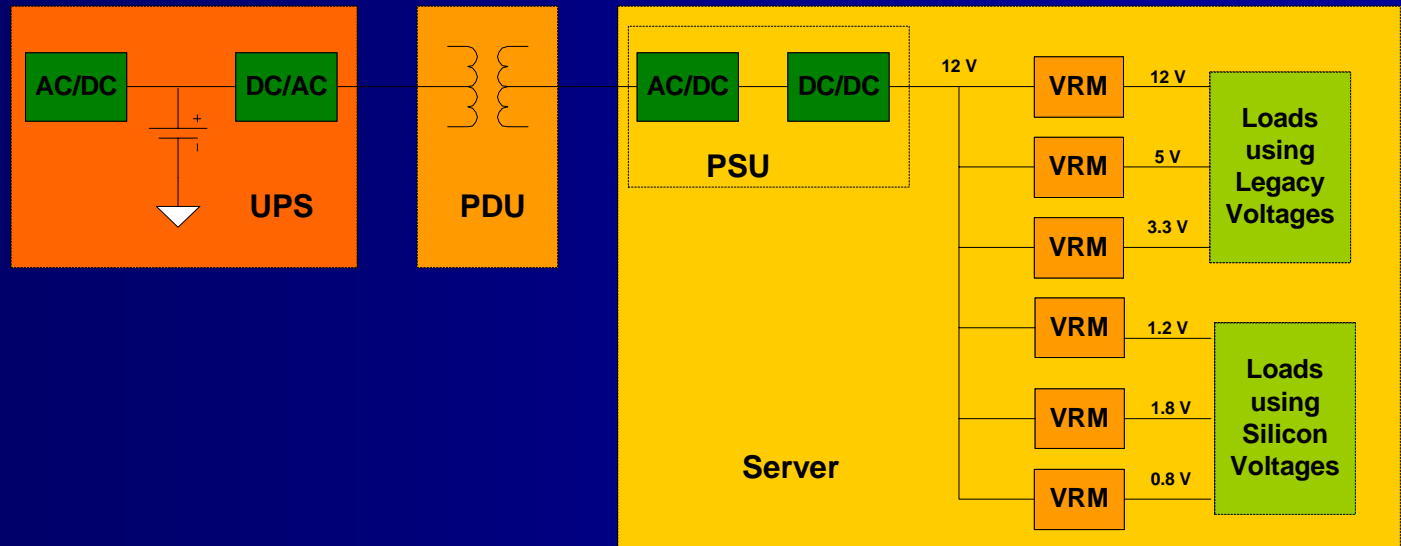 AC/DC
DC/AC
+
–
UPS
PDU
AC/DC
DC/DC
PSU
12 V
VRM
12 V
VRM
5 V
VRM
3.3 V
Loads
using
Legacy
Voltages
VRM
1.2 V
VRM
1.8 V
VRM
0.8 V
Loads
using
Silicon
Voltages
Server